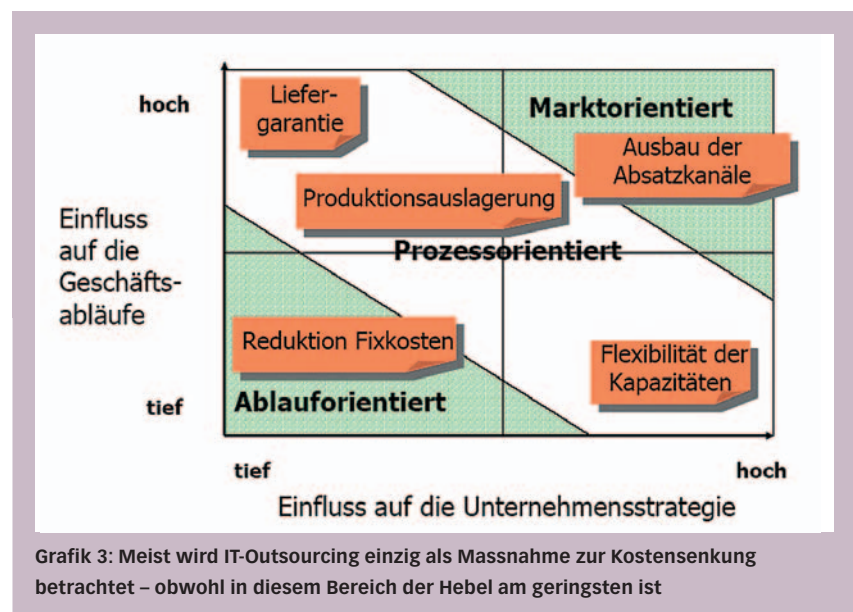 hoch
Liefer-
garantie
Marktorientiert
Ausbau der
Absatzkanäle
Produktionsauslagerung
Einfluss
auf die
Geschäfts-
abläufe
Prozessorientiert
Reduktion Fixkosten
Flexibilität der
Kapazitäten
tief
Ablauforientiert
tief
hoch
Einfluss auf die Unternehmensstrategie
Grafik 3: Meist wird IT-Outsourcing einzig als Massnahme zur Kostensenkung
betrachtet – obwohl in diesem Bereich der Hebel am geringsten ist